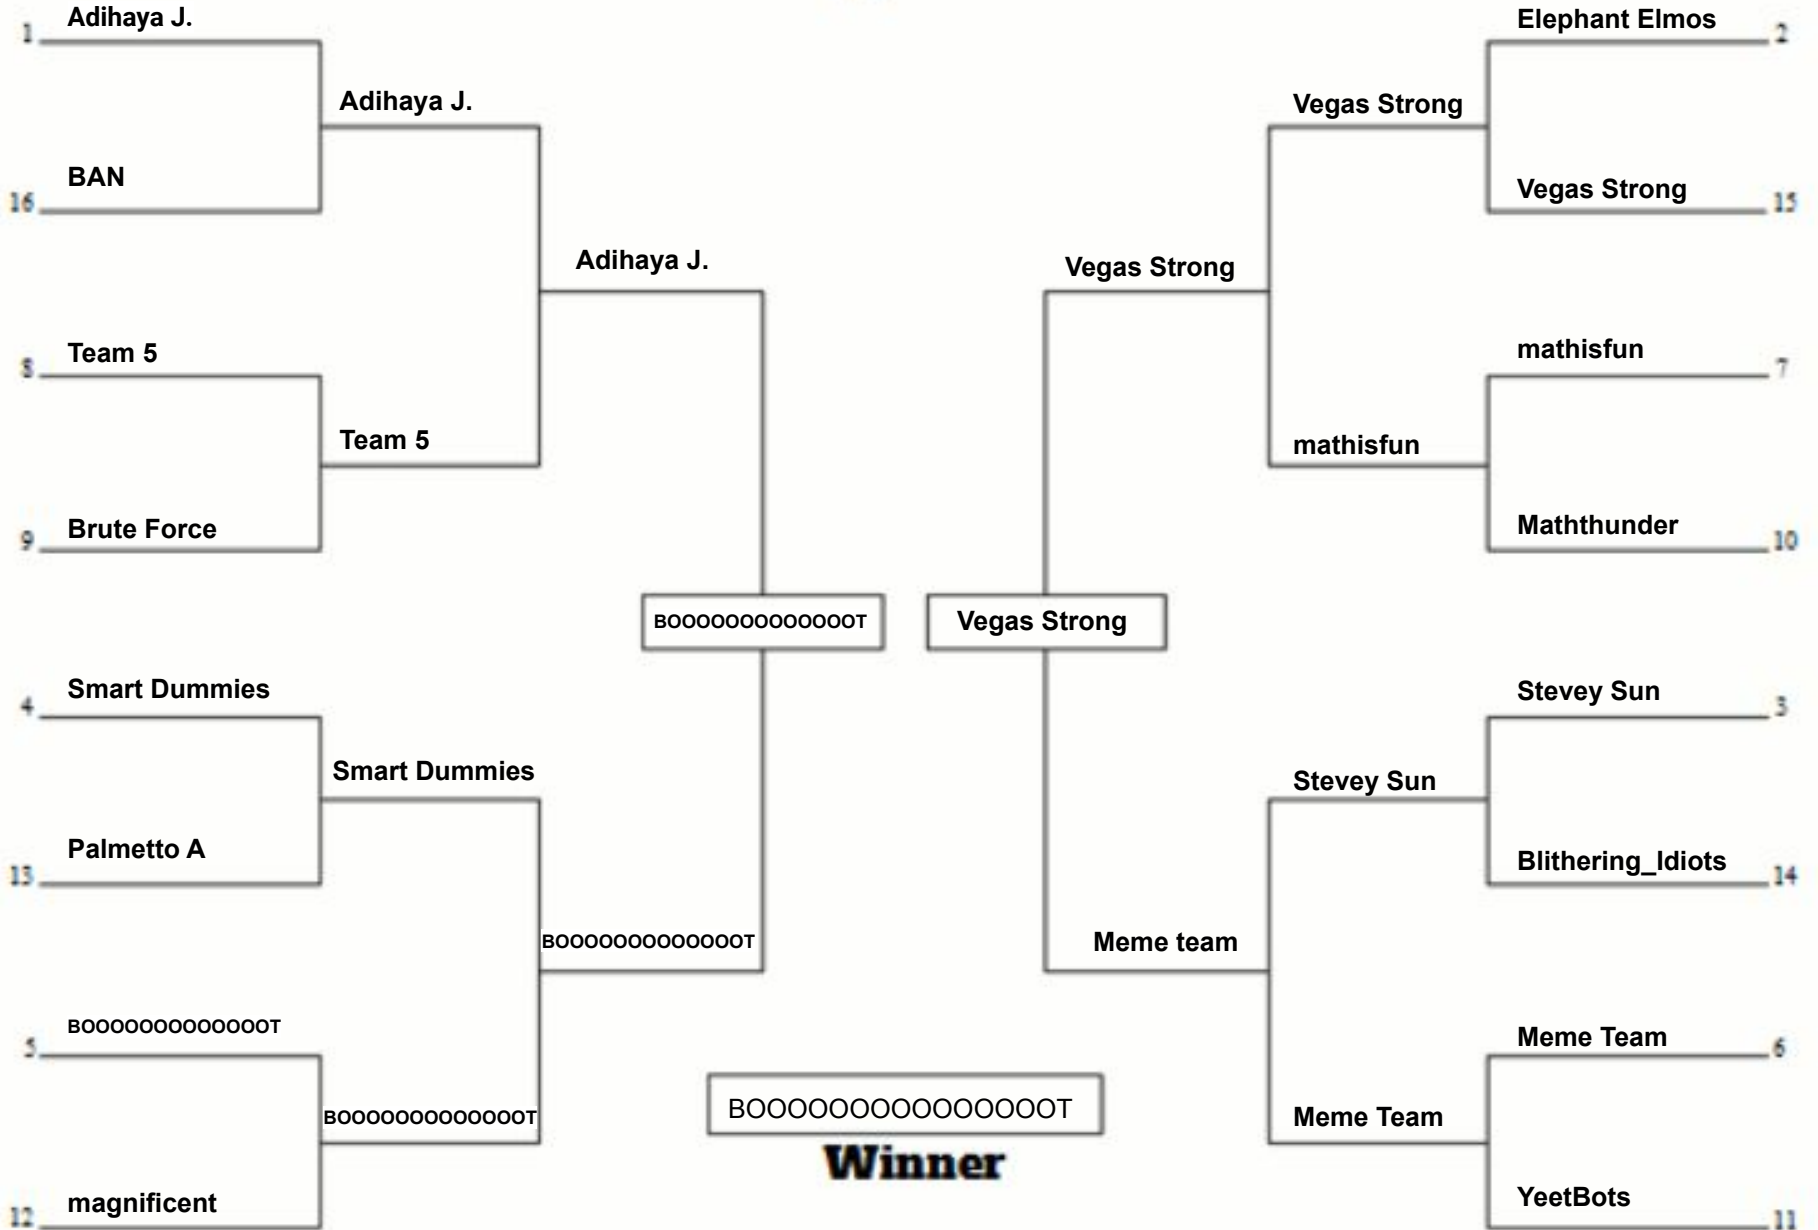 1
Adihaya J.
16
BAN
8
Team 5
9
Brute Force
4
Smart Dummies
13
Palmetto A
5
BOOOOOOOOOOOOOT
12
magnificent
Adihaya J.
Team 5
Smart Dummies
BOOOOOOOOOOOOOT
Adihaya J.
BOOOOOOOOOOOOOT
BOOOOOOOOOOOOOT
Vegas Strong
BOOOOOOOOOOOOOOOT
Winner
Vegas Strong
Meme team
Vegas Strong
mathisfun
Stevey Sun
Meme Team
Elephant Elmos
2
Vegas Strong
15
mathisfun
7
Maththunder
10
Stevey Sun
3
Blithering_Idiots
14
Meme Team
6
YeetBots
11